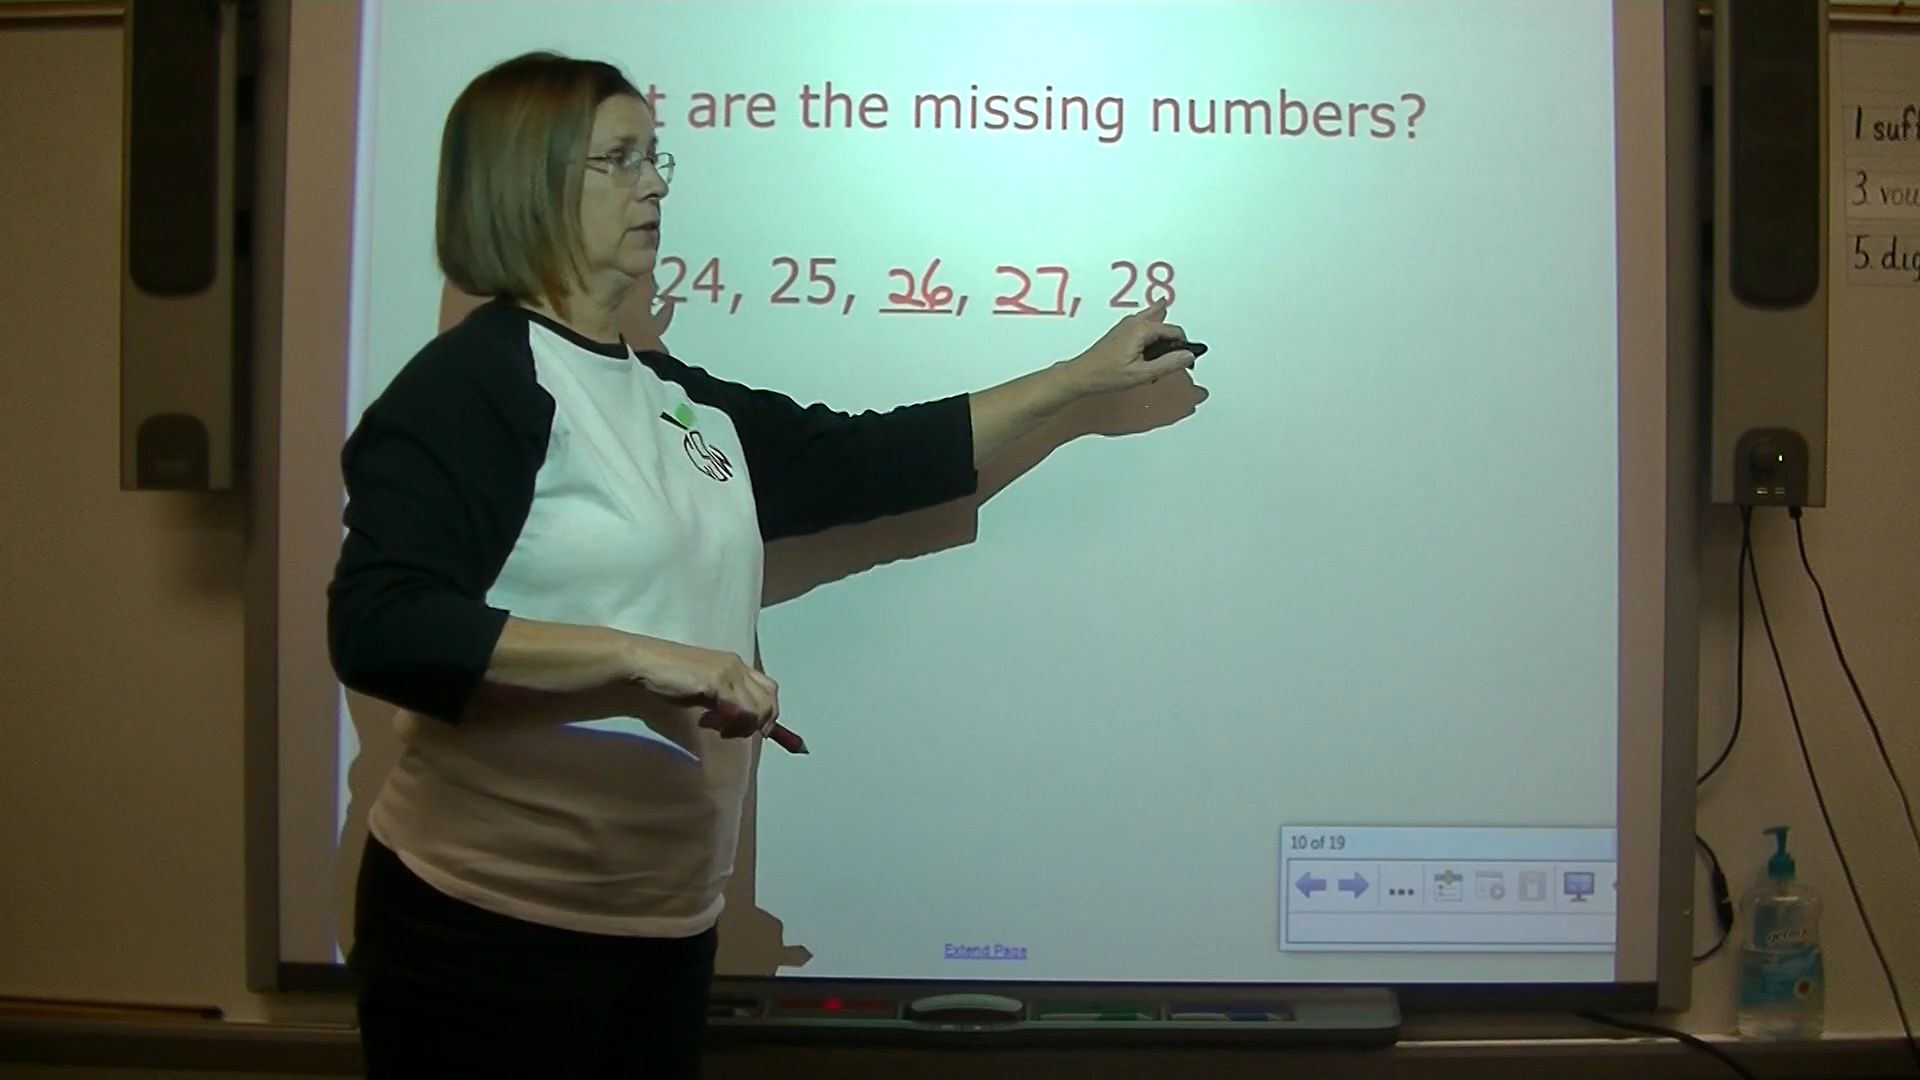 t are the missing numbers?
24, 25, 26, 27, 28
1. suf
3. vou
5. dig
10 of 19
...
Extend Page